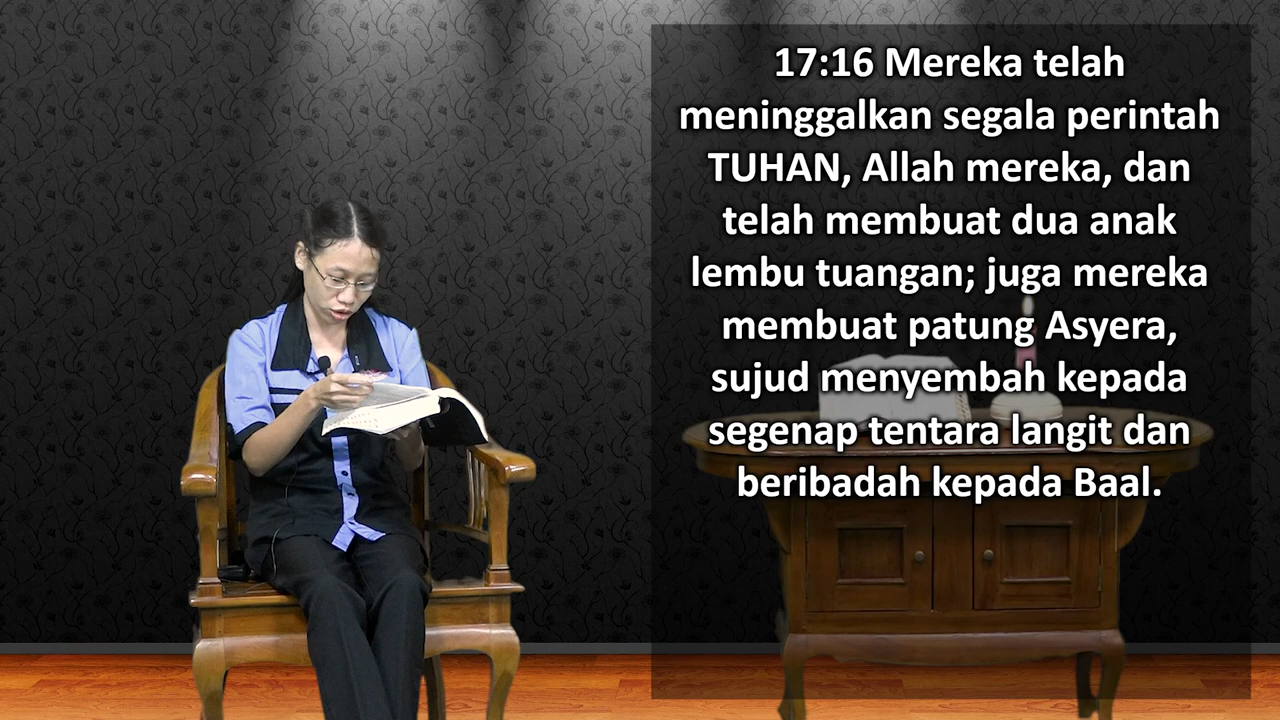 17:16 Mereka telah
meninggalkan segala perintah
TUHAN, Allah mereka, dan
telah membuat dua anak
lembu tuangan; juga mereka
membuat patung Asyera,
sujud menyembah kepada
segenap tentara langit dan
beribadah kepada Baal.